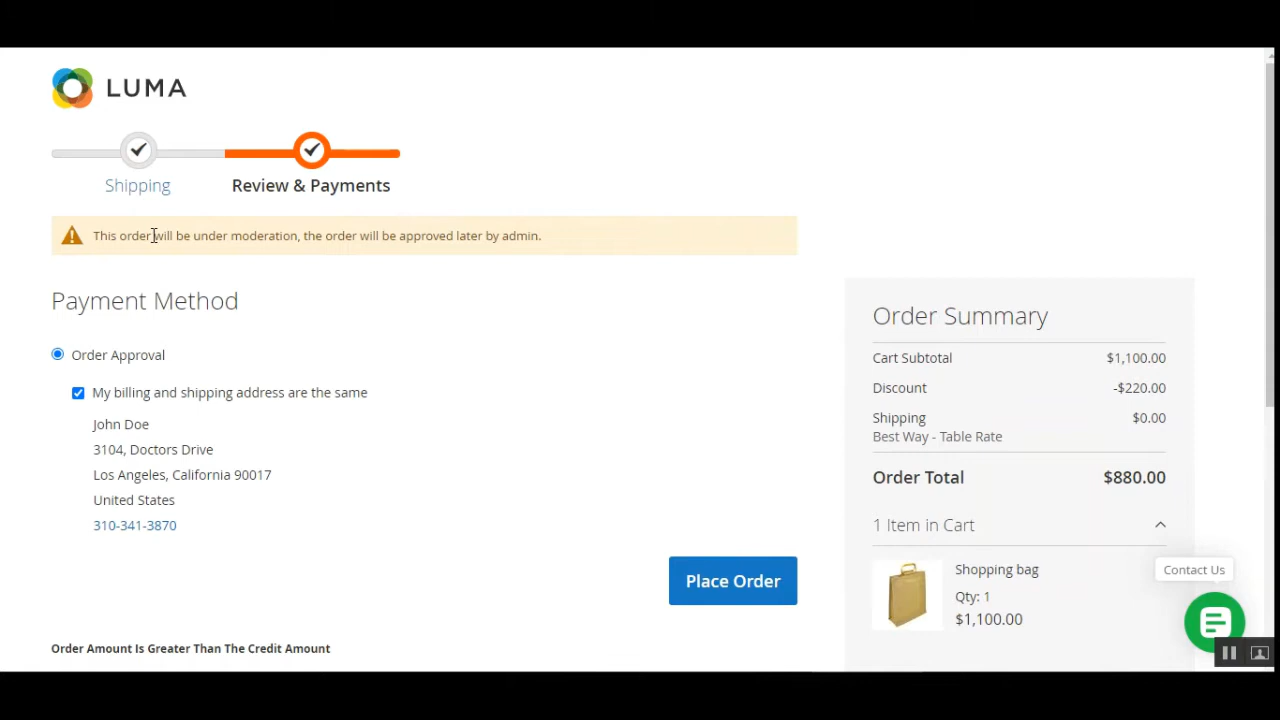 LUMA
Shipping
Review & Payments
This order will be under moderation, the order will be approved later by admin.
Payment Method
Order Approval
My billing and shipping address are the same
John Doe
3104, Doctors Drive
Los Angeles, California 90017
United States
310-341-3870
Place Order
Order Amount Is Greater Than The Credit Amount
Order Summary
Cart Subtotal $1,100.00
Discount -$220.00
Shipping $0.00
Best Way - Table Rate
Order Total $880.00
1 Item in Cart
Shopping bag
Qty: 1
$1,100.00
Contact Us